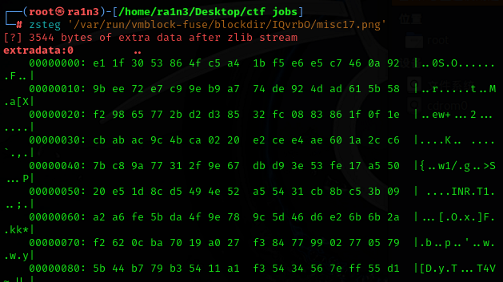 ┌──(root㉿ra1n3)-[/home/ra1n3/Desktop/ctf jobs]
└─# zsteg '/var/run/vmblock-fuse/blockdir/IQvrbO/misc17.png'
[?] 3544 bytes of extra data after zlib stream
extradata:0         ..
    00000000: e1 1f 30 53 86 4f c5 a4  1b f5 e6 e5 c7 46 0a 92  |..0S.O......
.F..|
    00000010: 9b ee 72 e7 c9 9e b9 a7  74 de 92 4d ad 61 5b 58  |..r.....t..M
.a[X|
    00000020: f2 98 65 77 2b d2 d3 85  32 fc 08 83 86 1f 0f 1e  |..ew+...2...
....|
    00000030: cb ab ac 9c 4b ca 02 20  e2 ce e4 ae 60 1a 2c c6  |....K.. ....
`.,.|
    00000040: 7b c8 9a 77 31 2f 9e 67  db d9 3e 53 fe 17 a5 50  |{..w1/.g..>S
...P|
    00000050: 20 e5 1d 8c d5 49 4e 52  a5 54 31 cb 8b c5 3b 09  | ....INR.T1.
..;.|
    00000060: a2 a6 fe 5b da 4f 9e 78  9c 5d 46 d6 e2 6b 6b 2a  |...[.O.x.]F.
.kk*|
    00000070: f2 62 0c ba 70 19 a0 27  f3 84 77 99 02 77 05 79  |.b..p..'..w.
.w.y|
    00000080: 5b 44 b7 79 b3 54 11 a1  f3 54 34 56 7e ff 55 d1  |[D.y.T...T4V
~.U.|
位置